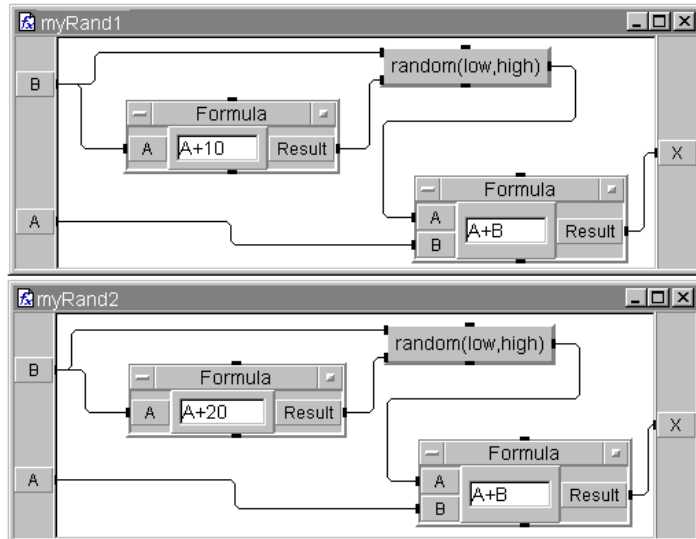 myRand1
B
random(low,high)
Formula
A
A+10
Result
X
Formula
A
A
A+B
Result
B
myRand2
random(low,high)
B
Formula
A
A+20
Result
X
Formula
A
A
A+B
Result
B